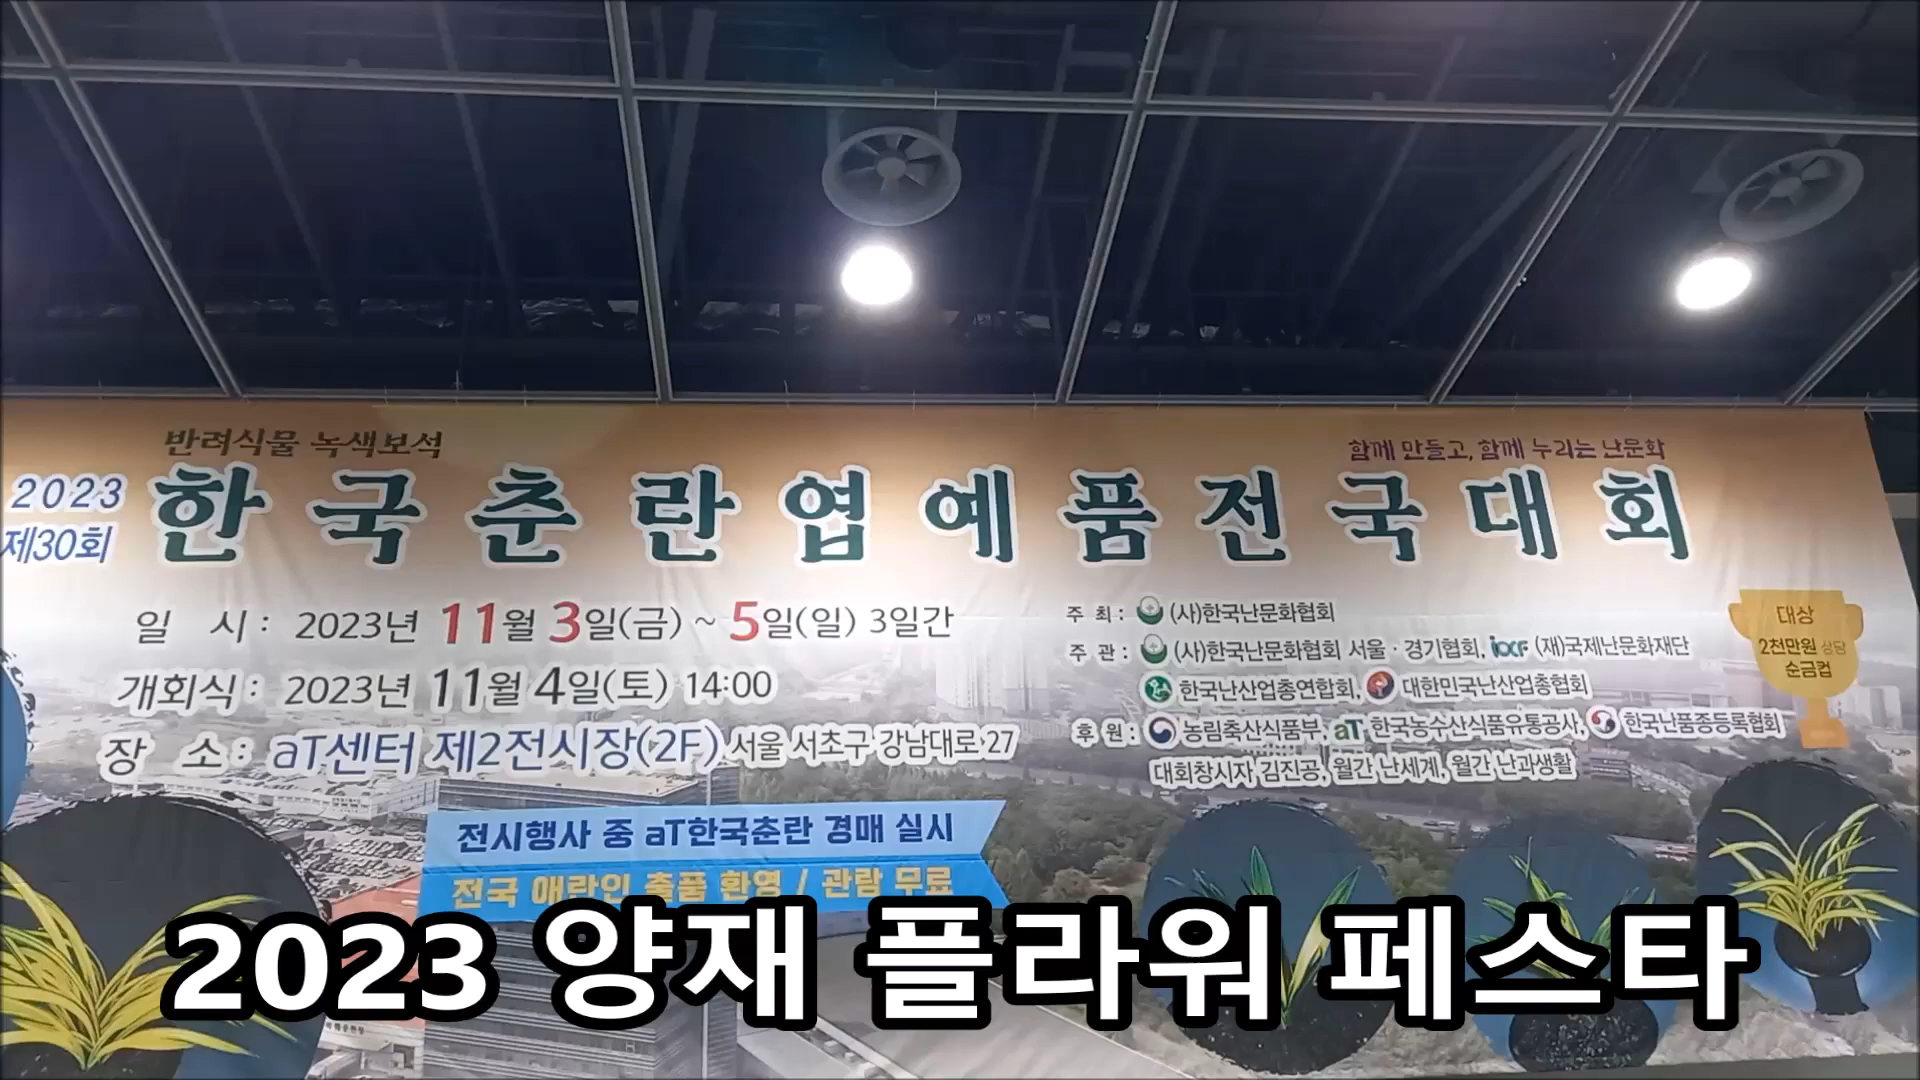 반려식물 녹색보석
함께 만들고, 함께 누리는 난문화
2023
제30회
한국춘란엽예품전국대회
일 시 : 2023년 11월 3일(금) ~ 5일(일) 3일간
개회식 : 2023년 11월 4일(토) 14:00
장 소 : aT센터 제2전시장(2F) 서울 서초구 강남대로 27
주 최 : (사)한국난문화협회
주 관 : (사)한국난문화협회 서울 · 경기협회, iocf (재)국제난문화재단
한국난산업총연합회, 대한민국난산업총협회
후 원 : 농림축산식품부, aT 한국농수산식품유통공사, 한국난품종등록협회
대회창시자 김진공, 월간 난세계, 월간 난과생활
대상
2천만원 상당
순금컵
전시행사 중 aT한국춘란 경매 실시
전국 애란인 출품 환영 / 관람 무료
2023 양재 플라워 페스타